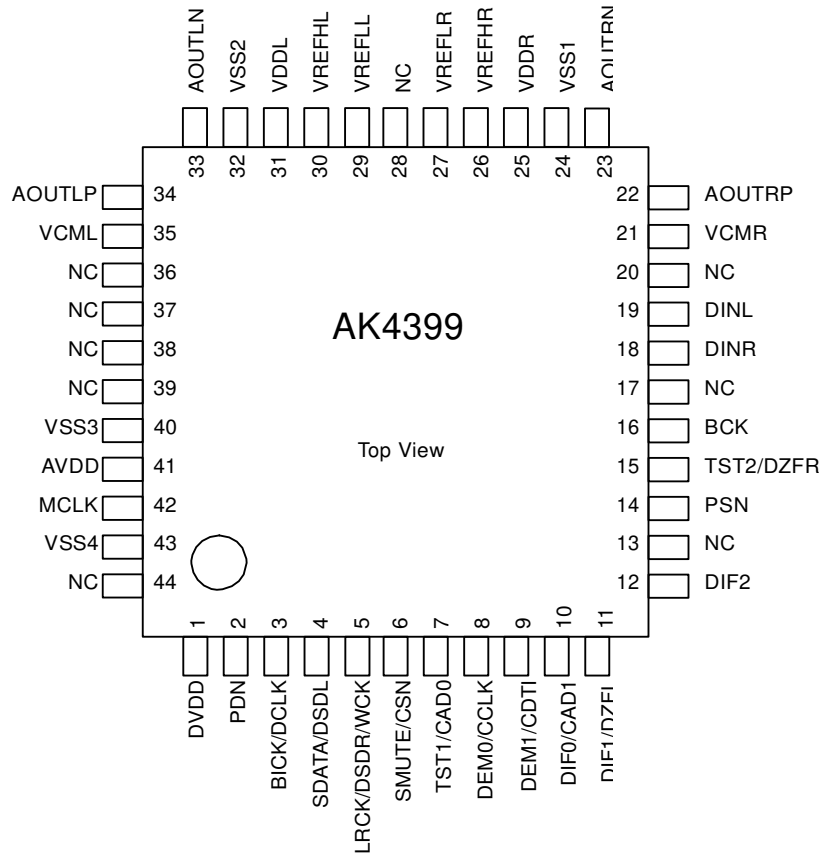 AOUTLN
VSS2
VDDL
VREFHL
VREFLL
NC
VREFLR
VREFHR
VDDR
VSS1
AOUTRN
33
32
31
30
29
28
27
26
25
24
23
AOUTLP 34
VCML 35
NC 36
NC 37
NC 38
NC 39
VSS3 40
AVDD 41
MCLK 42
VSS4 43
NC 44
AK4399
Top View
22 AOUTRP
21 VCMR
20 NC
19 DINL
18 DINR
17 NC
16 BCK
15 TST2/DZFR
14 PSN
13 NC
12 DIF2
1
2
3
4
5
6
7
8
9
10
11
DVDD
PDN
BICK/DCLK
SDATA/DSDL
LRCK/DSDR/WCK
SMUTE/CSN
TST1/CAD0
DEM0/CCLK
DEM1/CDTI
DIF0/CAD1
DIF1/DZFL